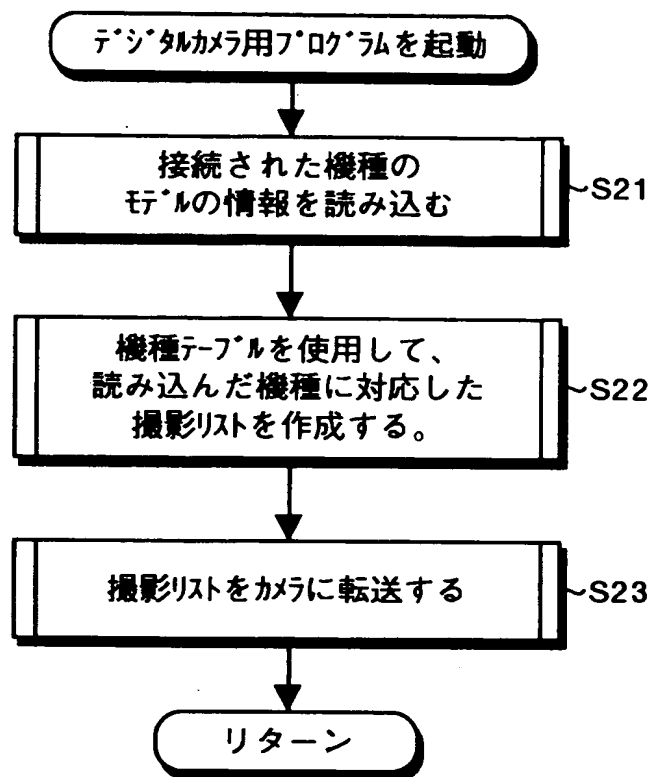 デジタルカメラ用プログラムを起動
接続された機種の
モデルの情報を読み込む
~S21
機種テーブルを使用して、
読み込んだ機種に対応した
撮影リストを作成する。
~S22
撮影リストをカメラに転送する
~S23
リターン